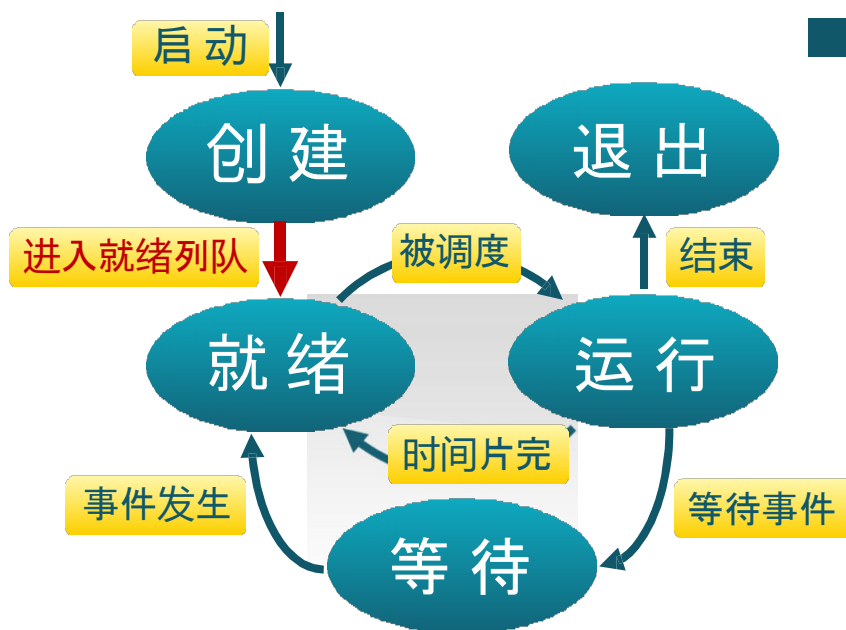 启 动
创 建
退 出
进入就绪列队
被调度
结束
就 绪
运 行
时间片完
事件发生
等待事件
等 待